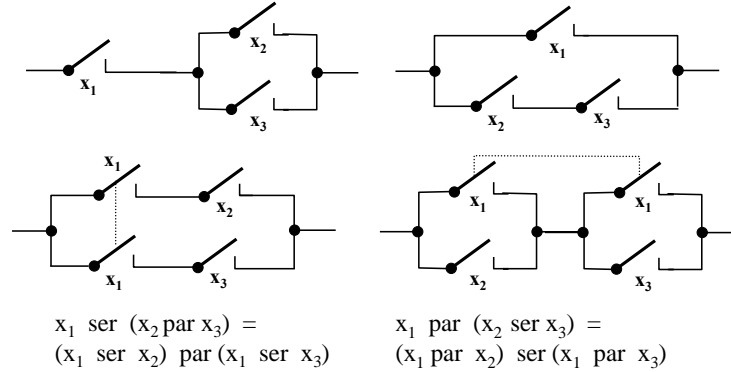 x₂
x₁
x₁
x₃
x₂
x₃
x₁
x₂
x₁
x₃
x₁
x₁
x₂
x₃
x₁ ser (x₂ par x₃) =
(x₁ ser x₂) par (x₁ ser x₃)
x₁ par (x₂ ser x₃) =
(x₁ par x₂) ser (x₁ par x₃)